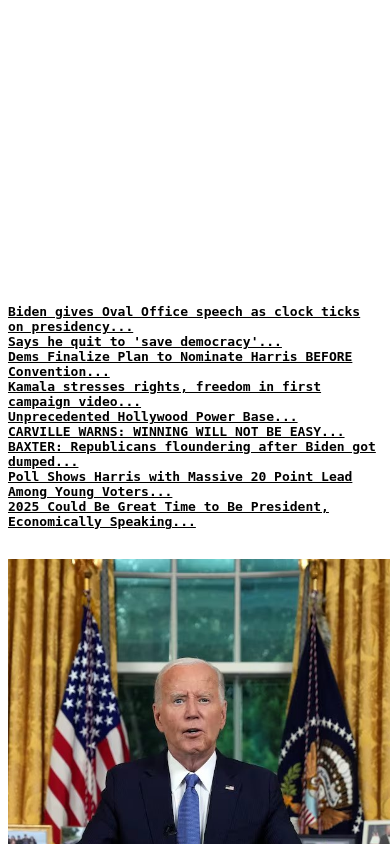 Biden gives Oval Office speech as clock ticks
on presidency...
Says he quit to 'save democracy'...
Dems Finalize Plan to Nominate Harris BEFORE
Convention...
Kamala stresses rights, freedom in first
campaign video...
Unprecedented Hollywood Power Base...
CARVILLE WARNS: WINNING WILL NOT BE EASY...
BAXTER: Republicans floundering after Biden got
dumped...
Poll Shows Harris with Massive 20 Point Lead
Among Young Voters...
2025 Could Be Great Time to Be President,
Economically Speaking...